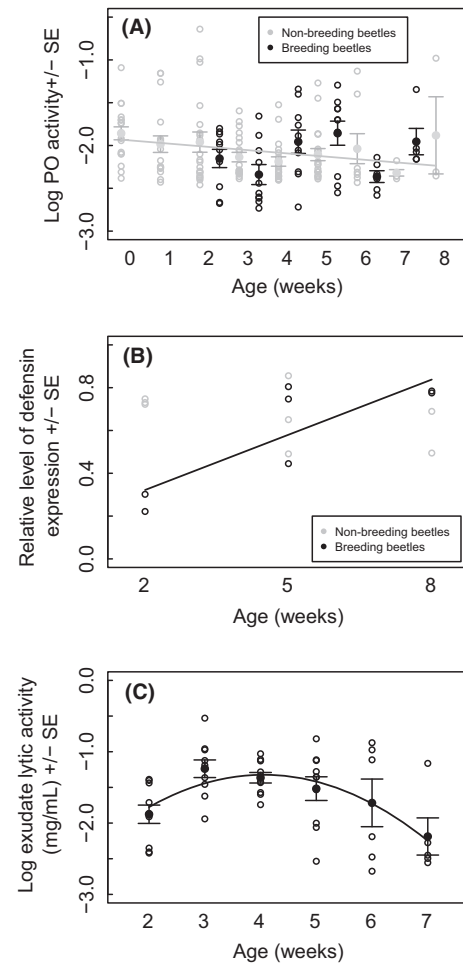 (A)
Non-breeding beetles
Breeding beetles
Log PO activity+/− SE
−1.0
−2.0
−3.0
0 1 2 3 4 5 6 7 8
Age (weeks)
(B)
Relative level of defensin
expression +/− SE
0.8
0.4
0.0
Non-breeding beetles
Breeding beetles
2 5 8
Age (weeks)
(C)
Log exudate lytic activity
(mg/mL) +/− SE
0.0
−1.0
−2.0
−3.0
2 3 4 5 6 7
Age (weeks)